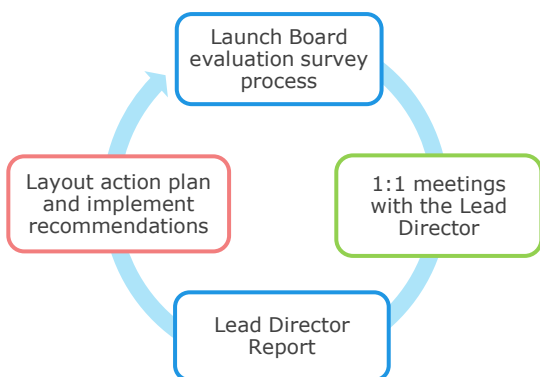 Launch Board
evaluation survey
process
1:1 meetings
with the Lead
Director
Lead Director
Report
Layout action plan
and implement
recommendations